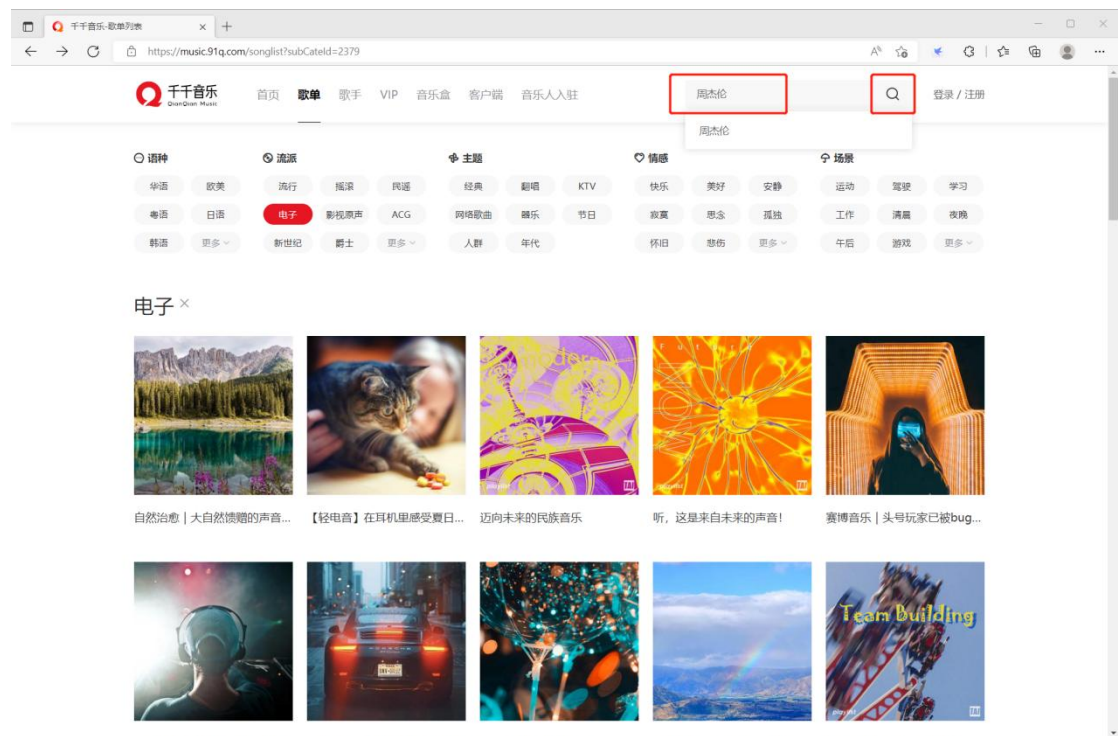 千千音乐-歌单列表
https://music.91q.com/songlist?subCateId=2379
千千音乐
QianQian Music
首页 歌单 歌手 VIP 音乐盒 客户端 音乐人入驻
周杰伦
登录 / 注册
周杰伦
语种 流派 主题 情感 场景
华语 欧美 流行 摇滚 民谣 经典 翻唱 KTV 快乐 美好 安静 运动 驾驶 学习
粤语 日语 电子 影视原声 ACG 网络歌曲 器乐 节日 寂寞 思念 孤独 工作 清晨 夜晚
韩语 更多 新世纪 爵士 更多 人群 年代 怀旧 悲伤 更多 午后 游戏 更多
电子 ×
modern
Future
playlist
playlist
自然治愈 | 大自然馈赠的声音... 【轻电音】在耳机里感受夏日... 迈向未来的民族音乐 听，这是来自未来的声音！ 赛博音乐 | 头号玩家已被bug...
Team Building
playlist